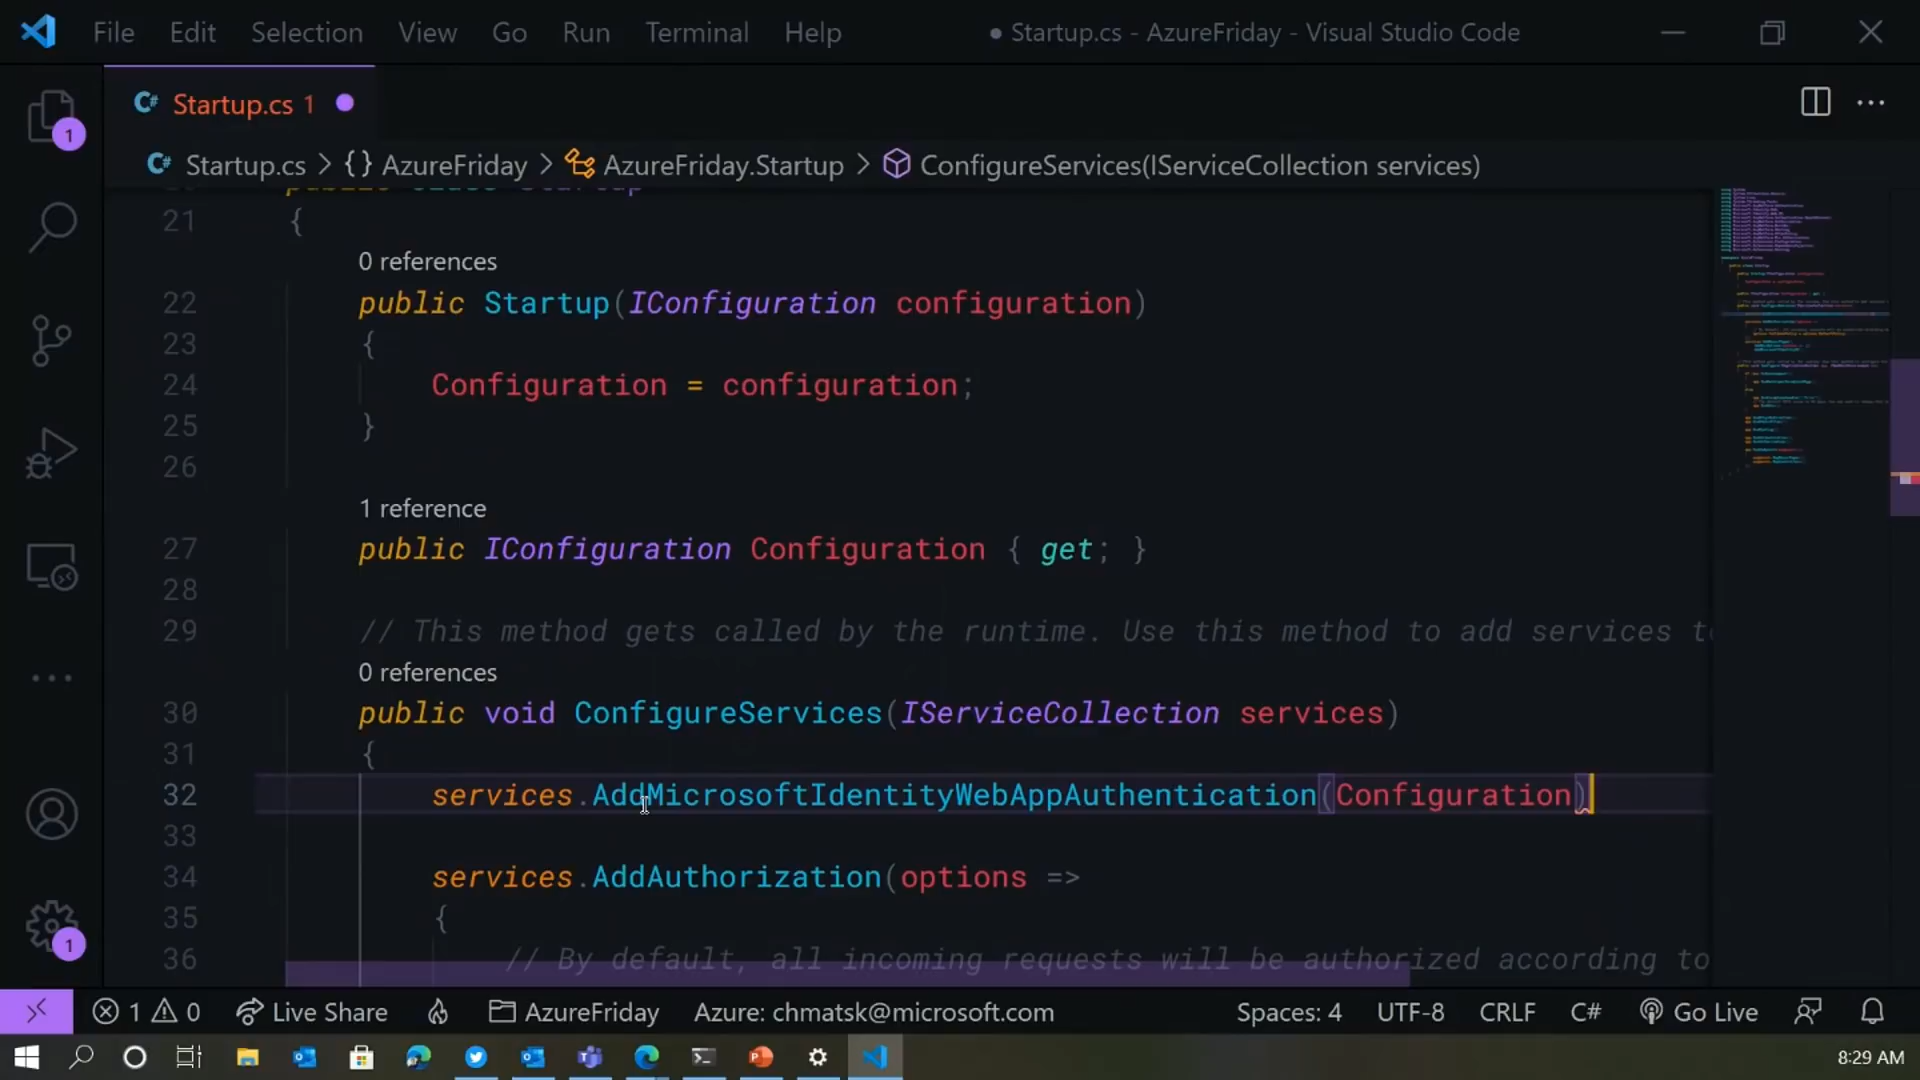 File Edit Selection View Go Run Terminal Help ● Startup.cs - AzureFriday - Visual Studio Code
C# Startup.cs 1
C# Startup.cs > {} AzureFriday > AzureFriday.Startup > ConfigureServices(IServiceCollection services)
21 {
0 references
22 public Startup(IConfiguration configuration)
23 {
24 Configuration = configuration;
25 }
26
1 reference
27 public IConfiguration Configuration { get; }
28
29 // This method gets called by the runtime. Use this method to add services
0 references
30 public void ConfigureServices(IServiceCollection services)
31 {
32 services.AddMicrosoftIdentityWebAppAuthentication(Configuration)
33
34 services.AddAuthorization(options =>
35 {
36 // By default, all incoming requests will be authorized according to
1
1
1 0 Live Share AzureFriday Azure: chmatsk@microsoft.com Spaces: 4 UTF-8 CRLF C# Go Live
8:29 AM